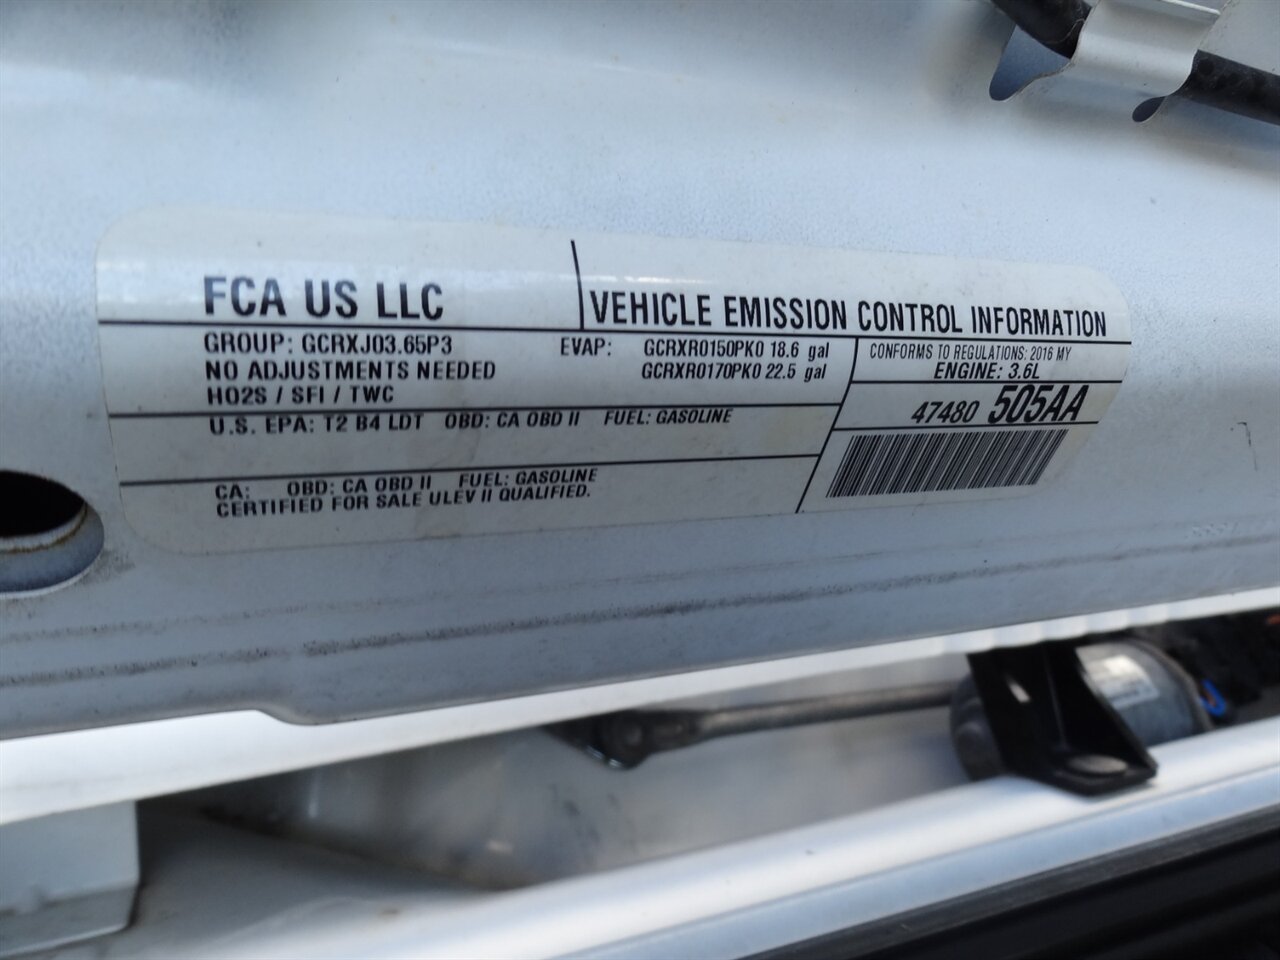 FCA US LLC
VEHICLE EMISSION CONTROL INFORMATION
GROUP: GCRXJ03.65P3
NO ADJUSTMENTS NEEDED
HO2S / SFI / TWC
EVAP: GCRXR0150PK0 18.6 gal
GCRXR0170PK0 22.5 gal
CONFORMS TO REGULATIONS: 2016 MY
ENGINE: 3.6L
47480 505AA
U.S. EPA: T2 B4 LDT OBD: CA OBD II FUEL: GASOLINE
CA: OBD: CA OBD II FUEL: GASOLINE
CERTIFIED FOR SALE ULEV II QUALIFIED.